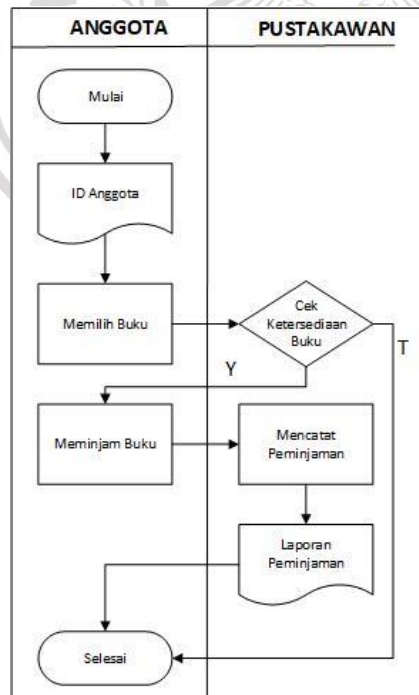 ANGGOTA
PUSTAKAWAN
Mulai
ID Anggota
Memilih Buku
Cek
Ketersediaan
Buku
T
Y
Meminjam Buku
Mencatat
Peminjaman
Laporan
Peminjaman
Selesai